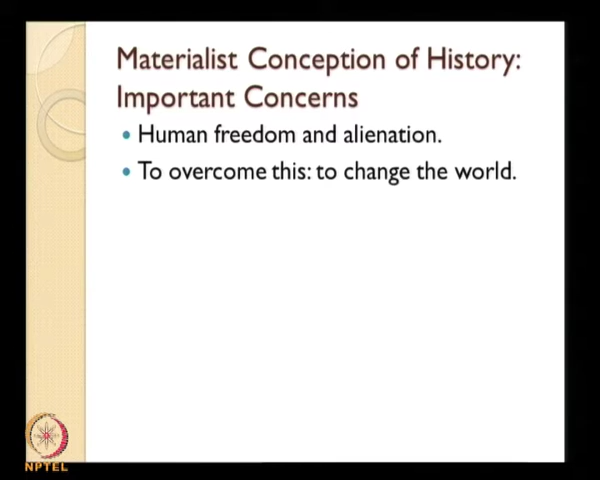 Materialist Conception of History:
Important Concerns
• Human freedom and alienation.
• To overcome this: to change the world.
NPTEL